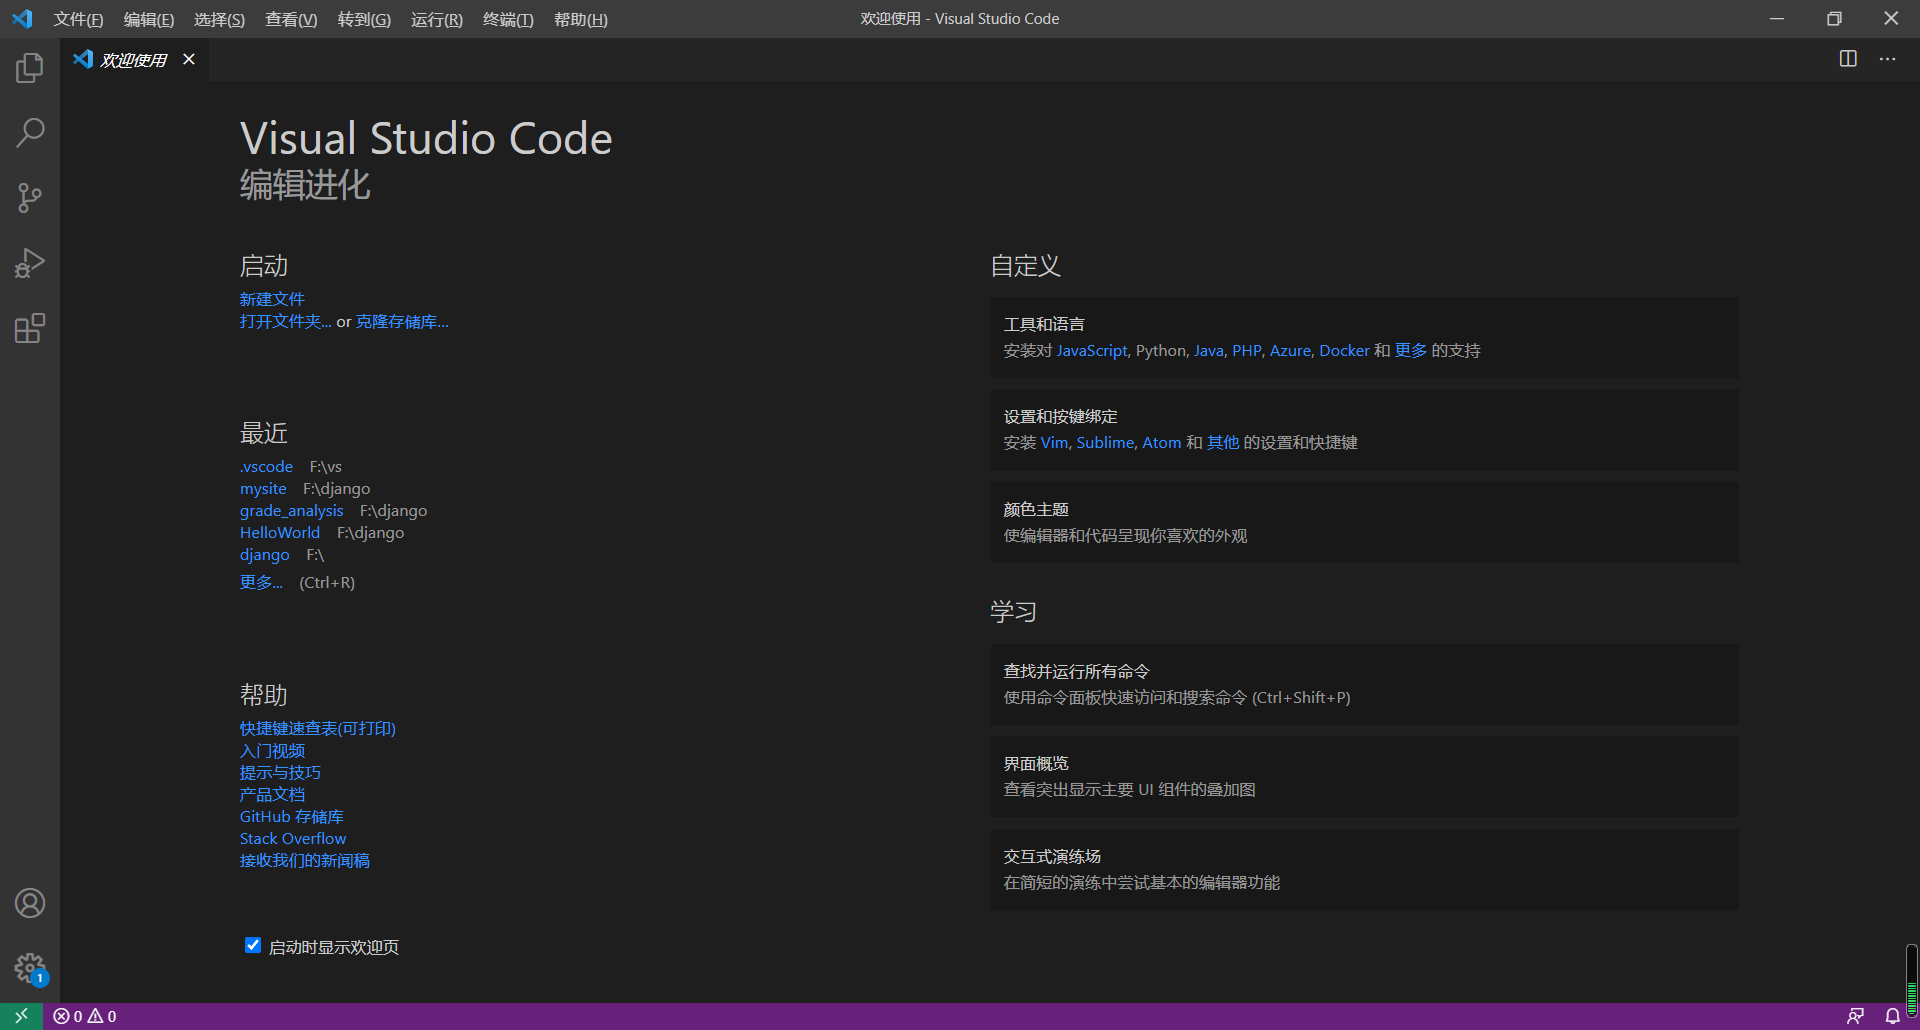 文件(F) 编辑(E) 选择(S) 查看(V) 转到(G) 运行(R) 终端(T) 帮助(H)
欢迎使用 - Visual Studio Code
欢迎使用
Visual Studio Code
编辑进化
启动
新建文件
打开文件夹... or 克隆存储库...
最近
.vscode F:\vs
mysite F:\django
grade_analysis F:\django
HelloWorld F:\django
django F:\
更多... (Ctrl+R)
帮助
快捷键速查表(可打印)
入门视频
提示与技巧
产品文档
GitHub 存储库
Stack Overflow
接收我们的新闻稿
启动时显示欢迎页
自定义
工具和语言
安装对 JavaScript, Python, Java, PHP, Azure, Docker 和 更多 的支持
设置和按键绑定
安装 Vim, Sublime, Atom 和 其他 的设置和快捷键
颜色主题
使编辑器和代码呈现你喜欢的外观
学习
查找并运行所有命令
使用命令面板快速访问和搜索命令 (Ctrl+Shift+P)
界面概览
查看突出显示主要 UI 组件的叠加图
交互式演练场
在简短的演练中尝试基本的编辑器功能
1
0 0